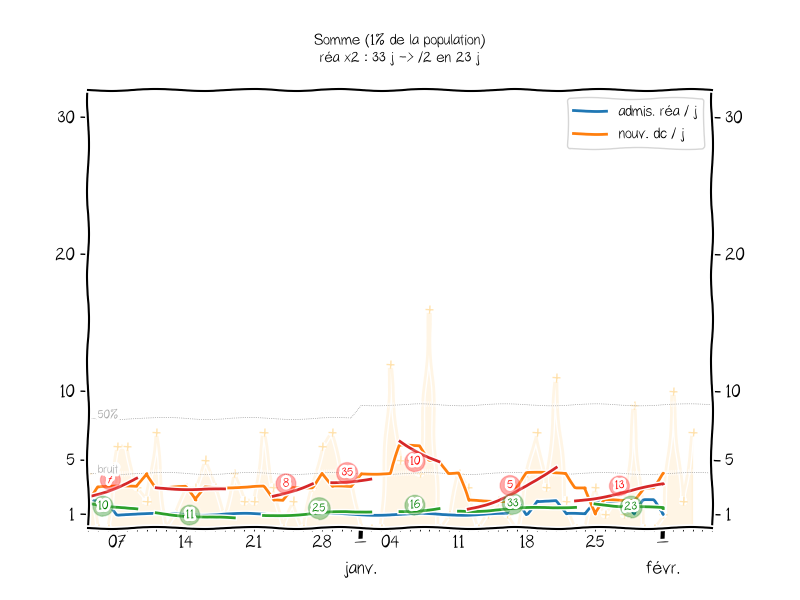 Somme (1% de la population)
réa x2 : 33 j -> /2 en 23 j
admis. réa / j
nouv. dc / j
30 30
20 20
10 10
50%
5 5
bruit
1 1
35
8
10
5
13
10
11
25
16
33
23
07 14 21 28 04 11 18 25
janv. févr.